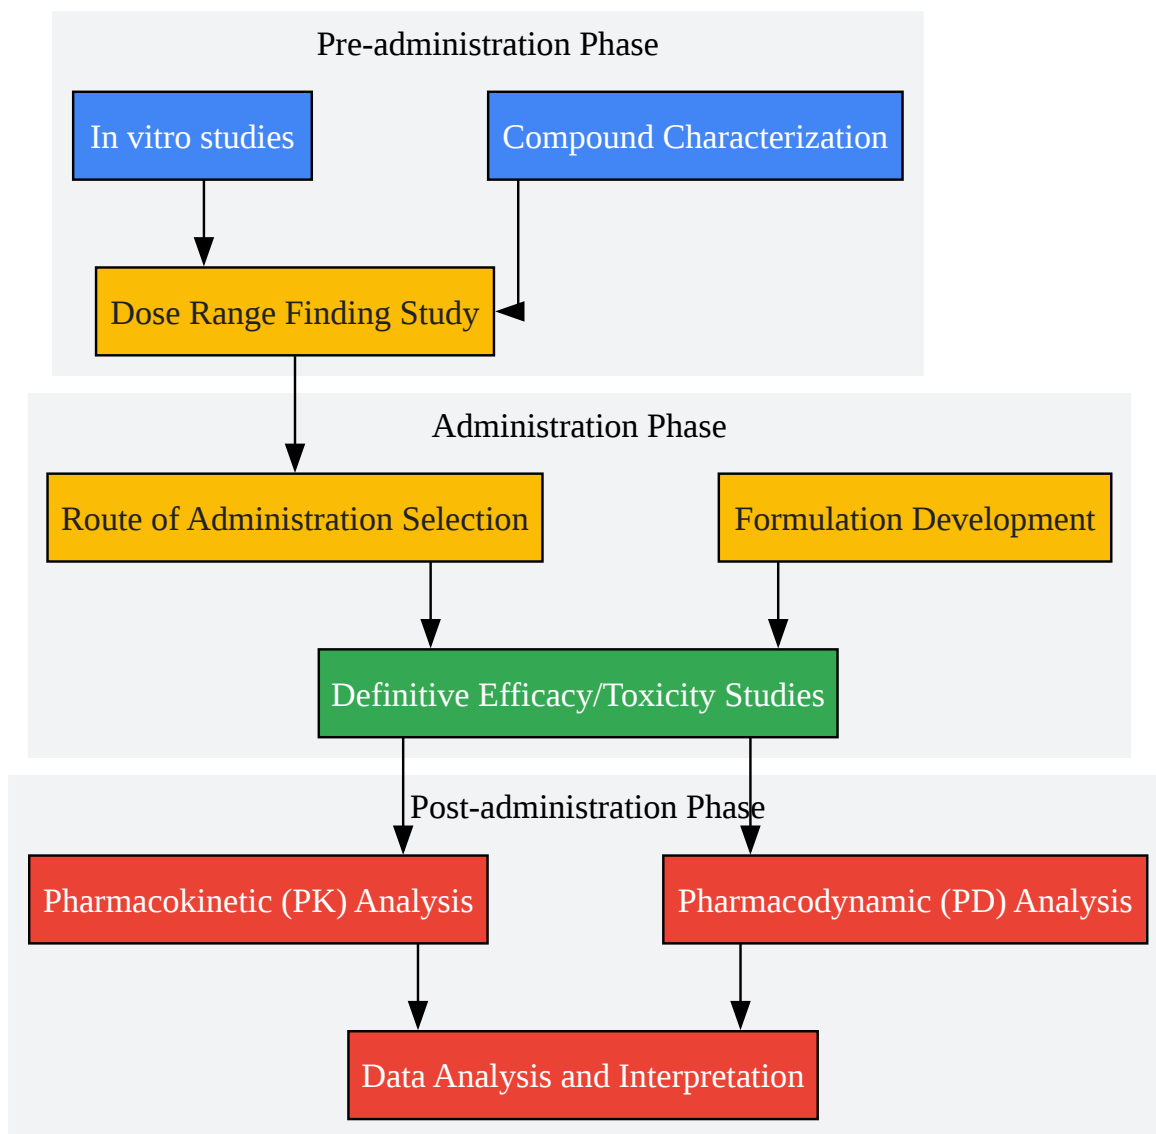 Pre-administration Phase
In vitro studies
Compound Characterization
Dose Range Finding Study
Administration Phase
Route of Administration Selection
Formulation Development
Definitive Efficacy/Toxicity Studies
Post-administration Phase
Pharmacokinetic (PK) Analysis
Pharmacodynamic (PD) Analysis
Data Analysis and Interpretation